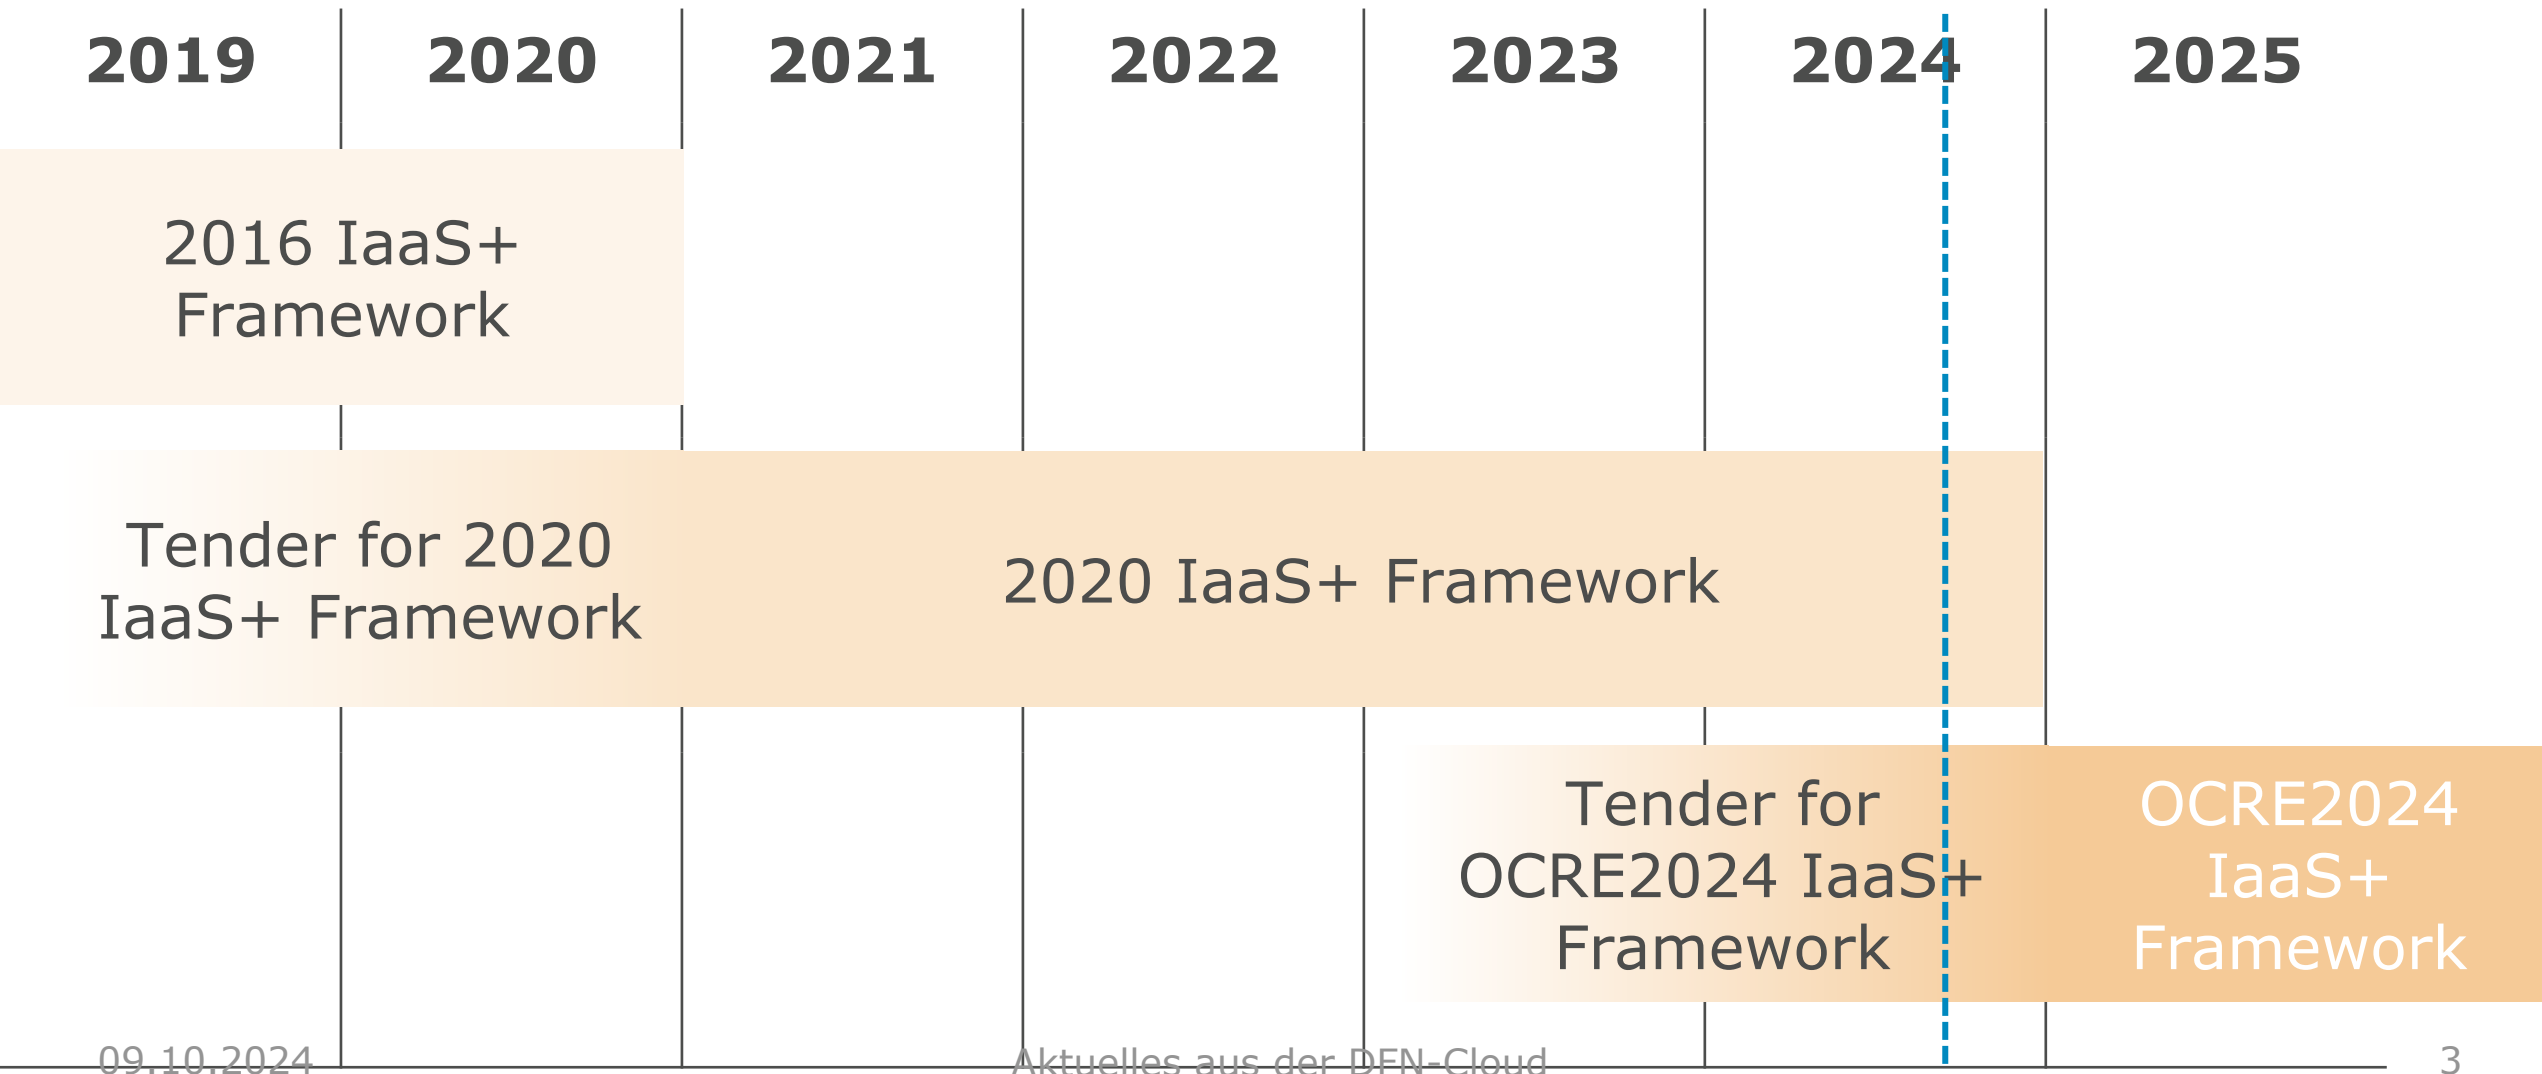 2019 2020 2021 2022 2023 2024 2025
2016 IaaS+
Framework
Tender for 2020
IaaS+ Framework
2020 IaaS+ Framework
Tender for
OCRE2024 IaaS+
Framework
OCRE2024
IaaS+
Framework
09.10.2024
Aktuelles aus der DFN-Cloud
3